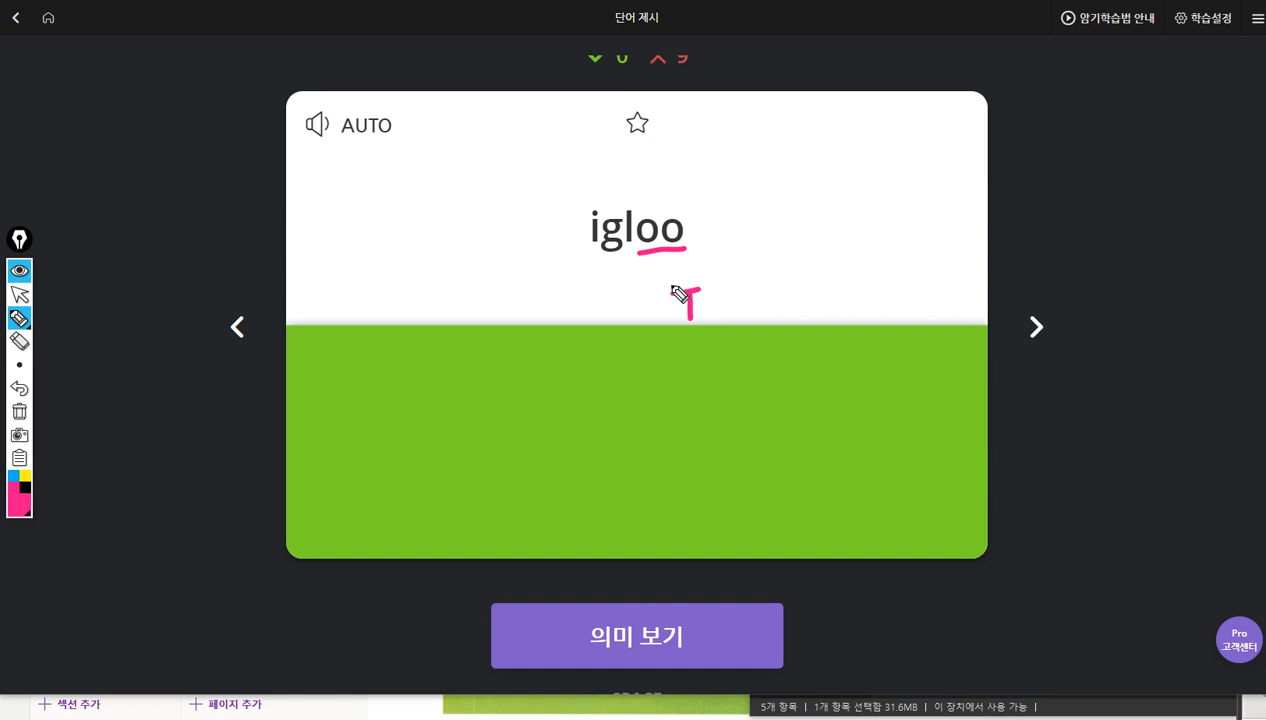 단어 제시
암기학습법 안내
학습설정
AUTO
igloo
의미 보기
Pro
고객센터
섹션 추가
페이지 추가
5개 항목 | 1개 항목 선택함 31.6MB | 이 장치에서 사용 가능 |